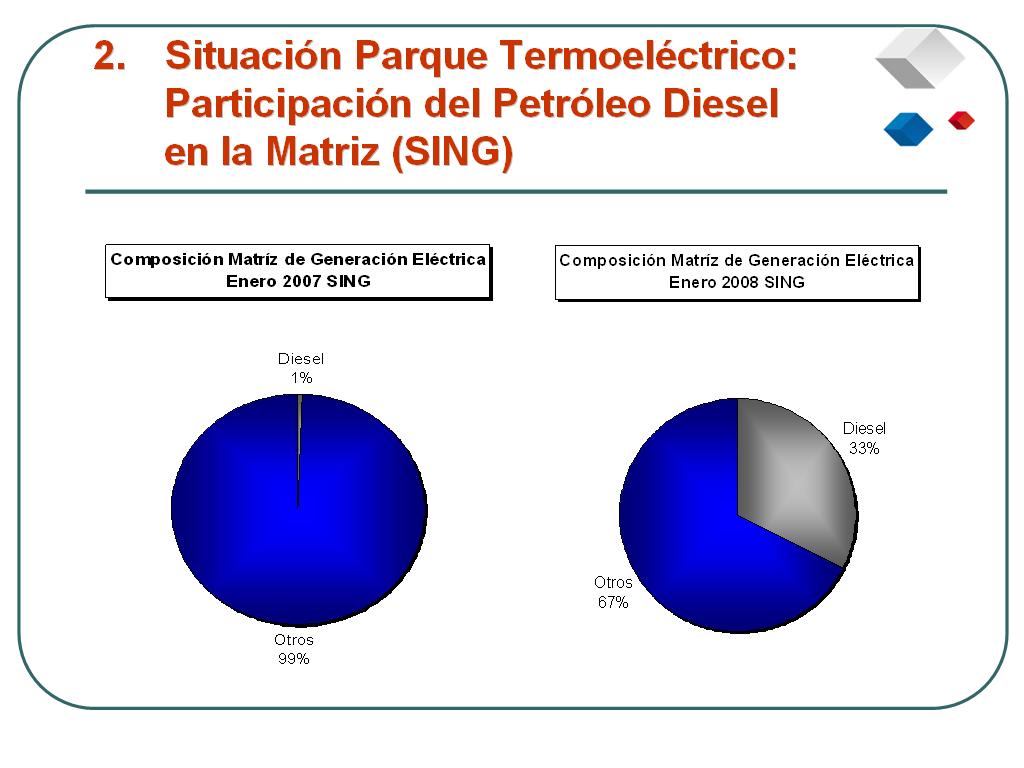 2. Situación Parque Termoeléctrico:
Participación del Petróleo Diesel
en la Matriz (SING)
Composición Matríz de Generación Eléctrica
Enero 2007 SING
Diesel
1%
Otros
99%
Composición Matríz de Generación Eléctrica
Enero 2008 SING
Diesel
33%
Otros
67%